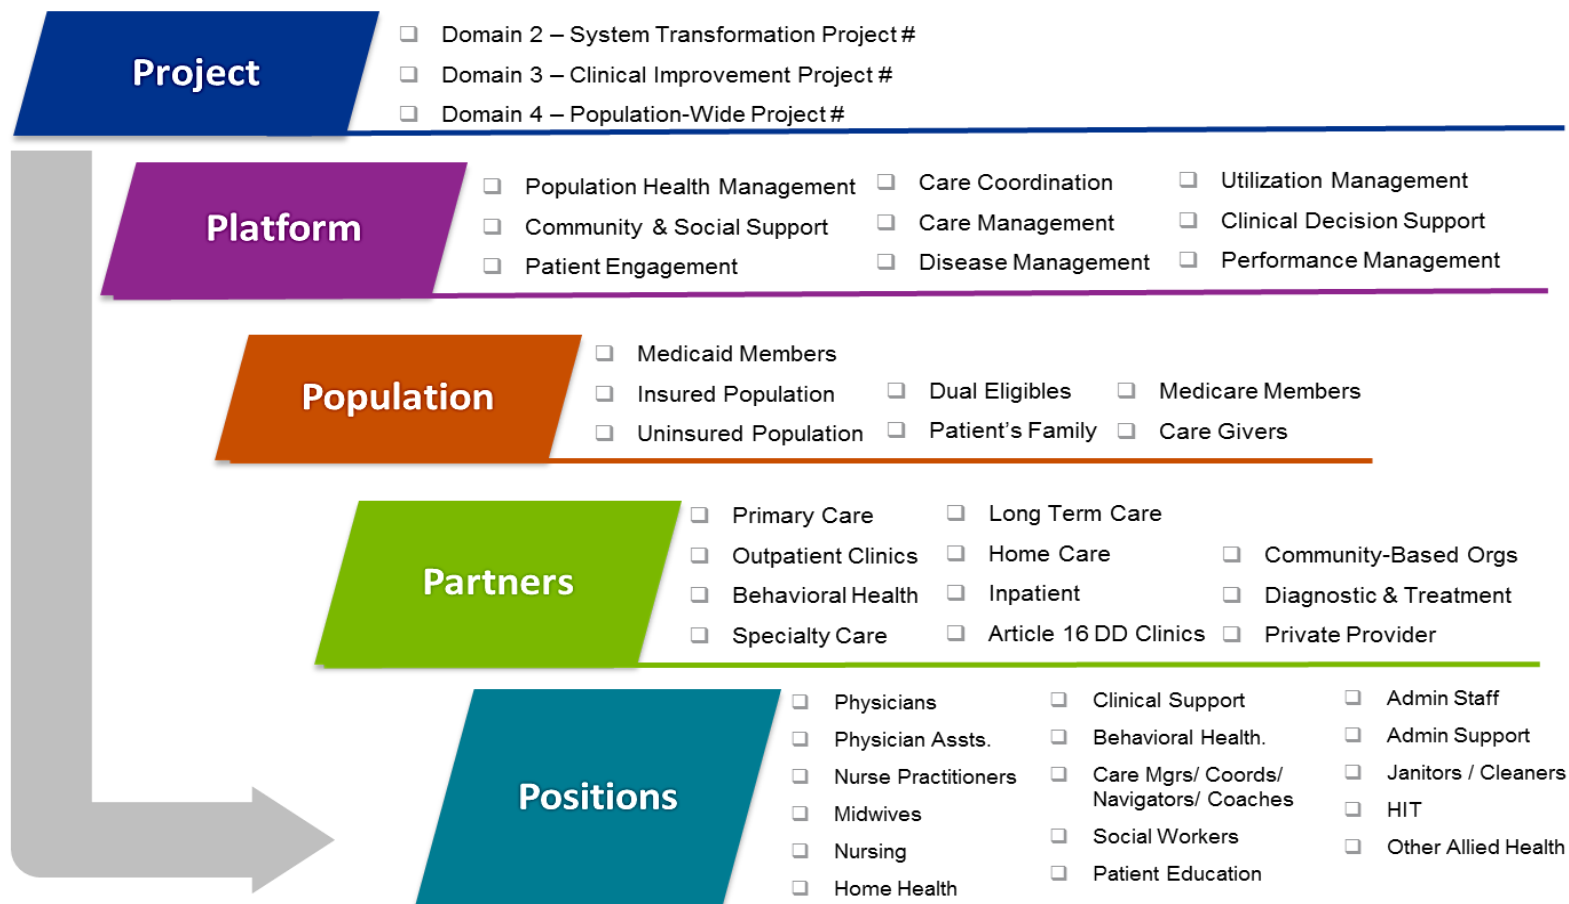 Project
Domain 2 – System Transformation Project #
Domain 3 – Clinical Improvement Project #
Domain 4 – Population-Wide Project #
Platform
Population Health Management
Community & Social Support
Patient Engagement
Care Coordination
Care Management
Disease Management
Utilization Management
Clinical Decision Support
Performance Management
Population
Medicaid Members
Insured Population
Uninsured Population
Dual Eligibles
Patient’s Family
Medicare Members
Care Givers
Partners
Primary Care
Outpatient Clinics
Behavioral Health
Specialty Care
Long Term Care
Home Care
Inpatient
Article 16 DD Clinics
Community-Based Orgs
Diagnostic & Treatment
Private Provider
Positions
Physicians
Physician Assts.
Nurse Practitioners
Midwives
Nursing
Home Health
Clinical Support
Behavioral Health.
Care Mgrs/ Coords/
Navigators/ Coaches
Social Workers
Patient Education
Admin Staff
Admin Support
Janitors / Cleaners
HIT
Other Allied Health